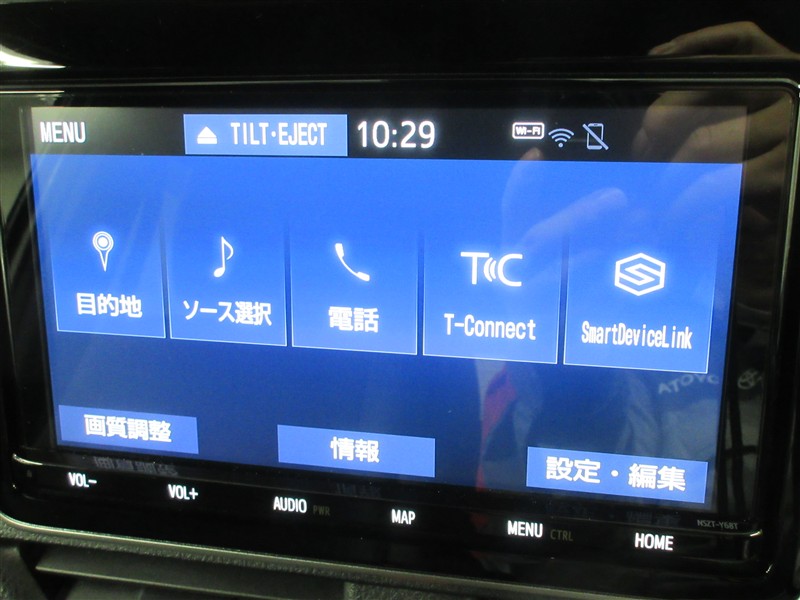 MENU
TILT·EJECT
10:29
Wi-Fi
目的地
ソース選択
電話
TC
T-Connect
SmartDeviceLink
画質調整
情報
設定・編集
VOL-
VOL+
AUDIO PWR
MAP
MENU CTRL
HOME
NSZT-Y68T
TOYOTA